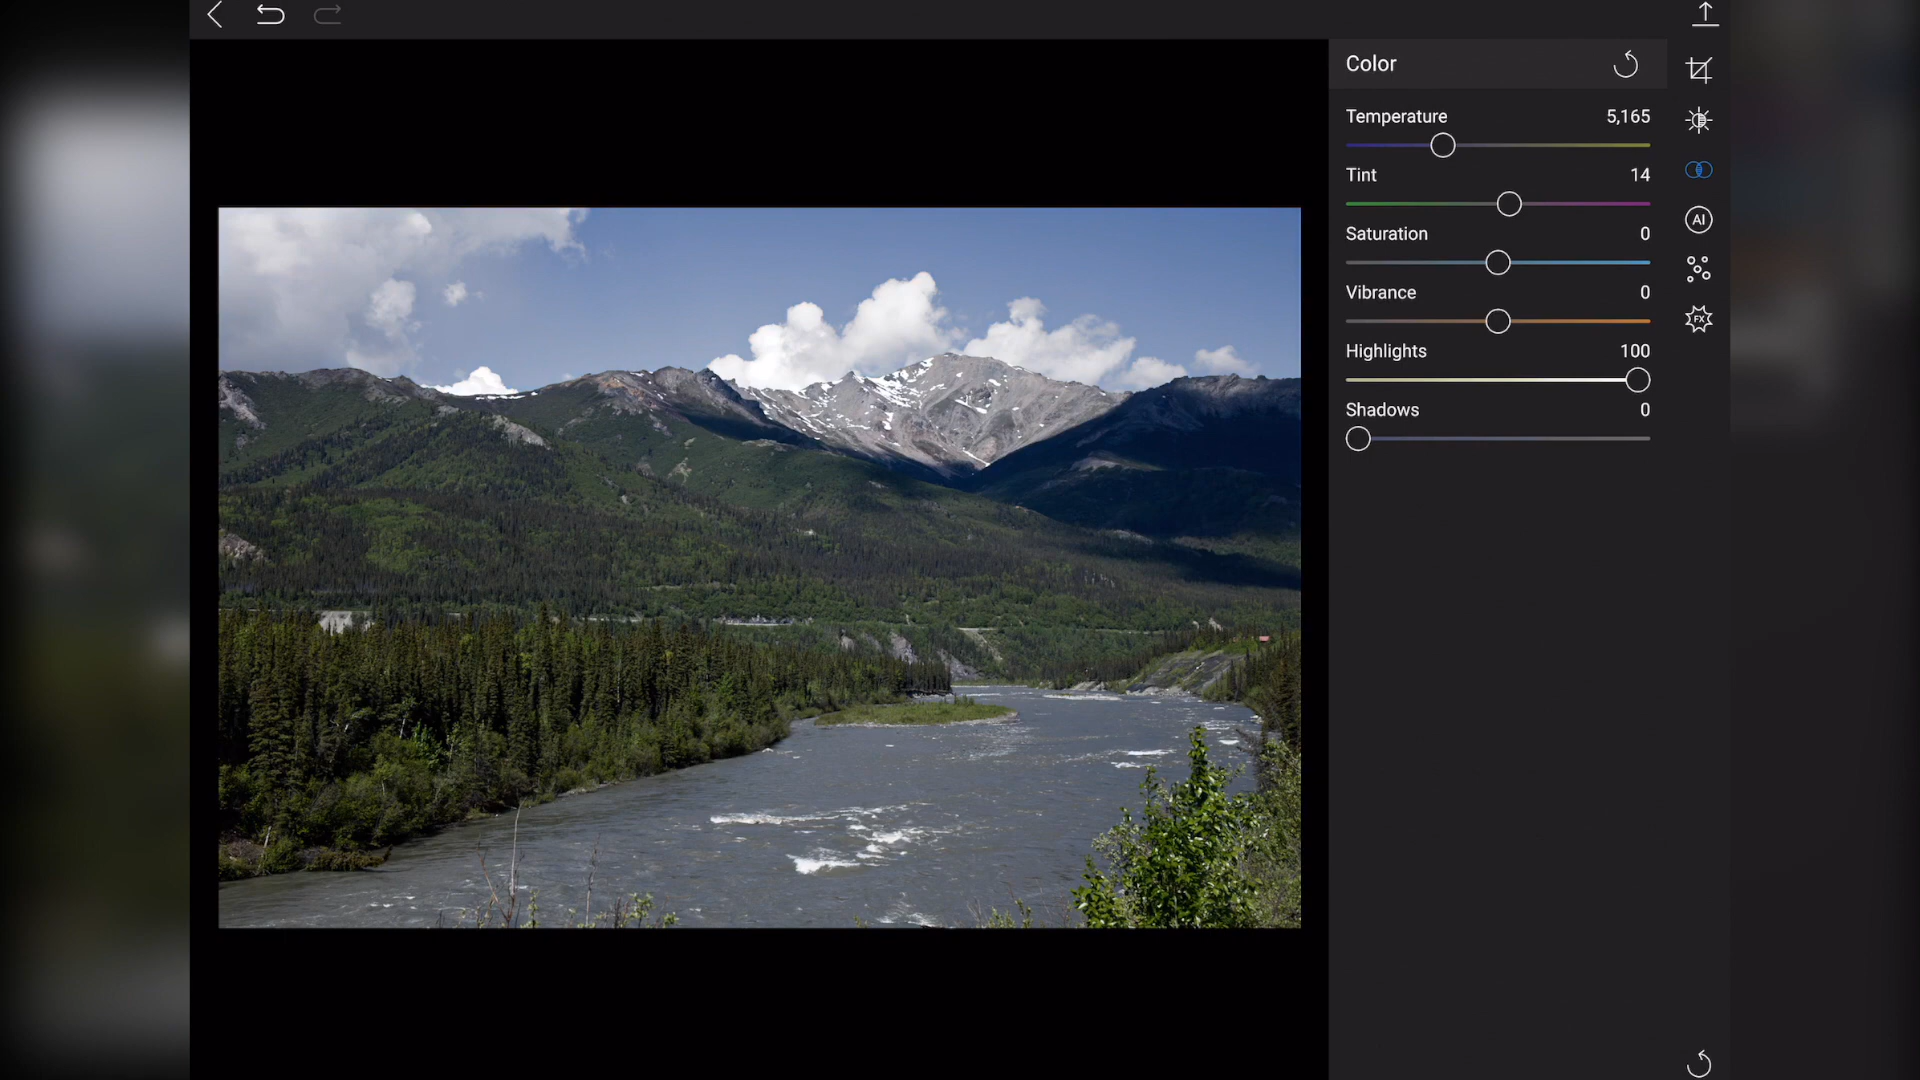 Color
Temperature 5,165
Tint 14
AI
Saturation 0
Vibrance 0
FX
Highlights 100
Shadows 0